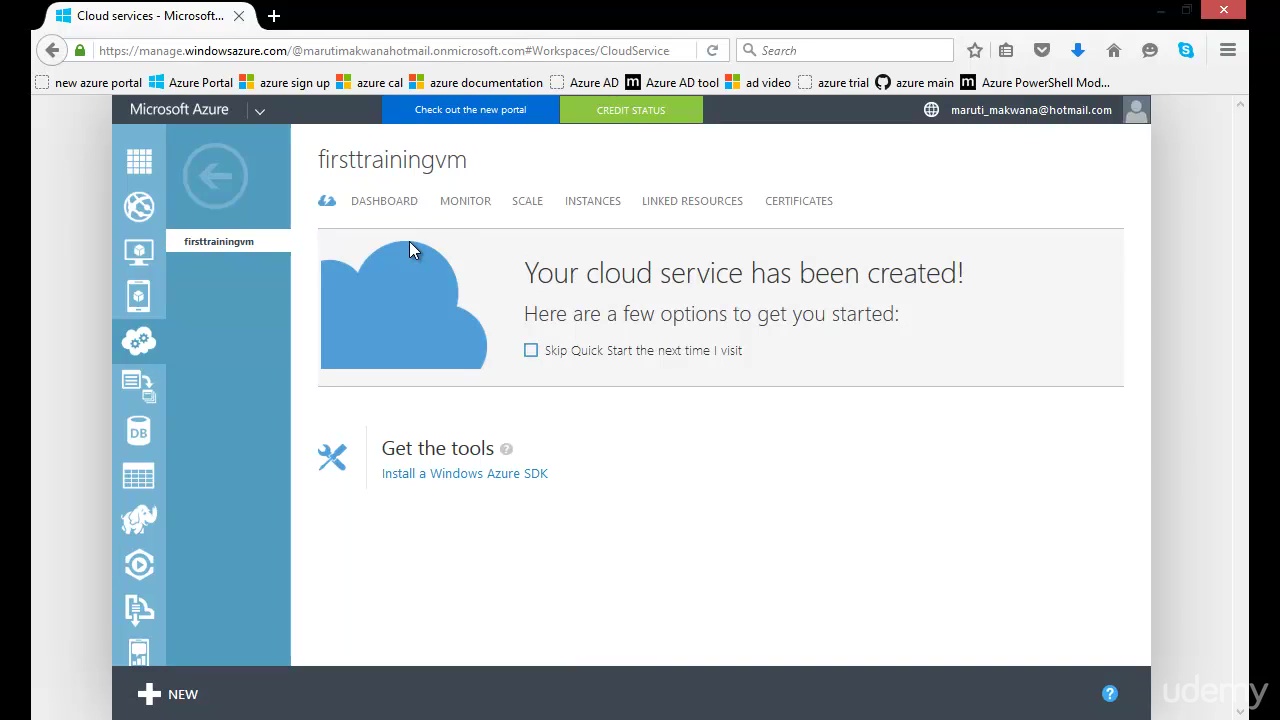 Cloud services - Microsoft...
https://manage.windowsazure.com/@marutimakwanahotmail.onmicrosoft.com#Workspaces/CloudService
Search
new azure portal
Azure Portal
azure sign up
azure cal
azure documentation
Azure AD
m
Azure AD tool
ad video
azure trial
azure main
m
Azure PowerShell Mod...
Microsoft Azure
Check out the new portal
CREDIT STATUS
maruti_makwana@hotmail.com
firsttrainingvm
DASHBOARD
MONITOR
SCALE
INSTANCES
LINKED RESOURCES
CERTIFICATES
firsttrainingvm
Your cloud service has been created!
Here are a few options to get you started:
Skip Quick Start the next time I visit
DB
Get the tools ?
Install a Windows Azure SDK
NEW
?
udemy